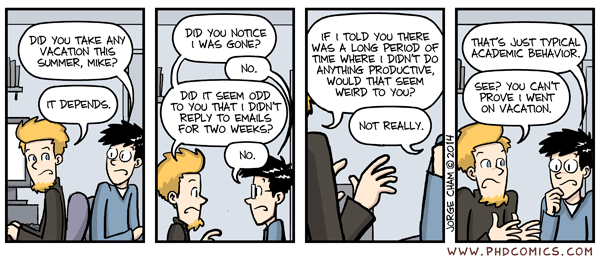 DID YOU TAKE ANY
VACATION THIS
SUMMER, MIKE?
IT DEPENDS.
DID YOU NOTICE
I WAS GONE?
NO.
DID IT SEEM ODD
TO YOU THAT I DIDN'T
REPLY TO EMAILS
FOR TWO WEEKS?
NO.
IF I TOLD YOU THERE
WAS A LONG PERIOD OF
TIME WHERE I DIDN'T DO
ANYTHING PRODUCTIVE,
WOULD THAT SEEM
WEIRD TO YOU?
NOT REALLY.
JORGE CHAM © 2014
THAT'S JUST TYPICAL
ACADEMIC BEHAVIOR.
SEE? YOU CAN'T
PROVE I WENT
ON VACATION.
WWW.PHDCOMICS.COM